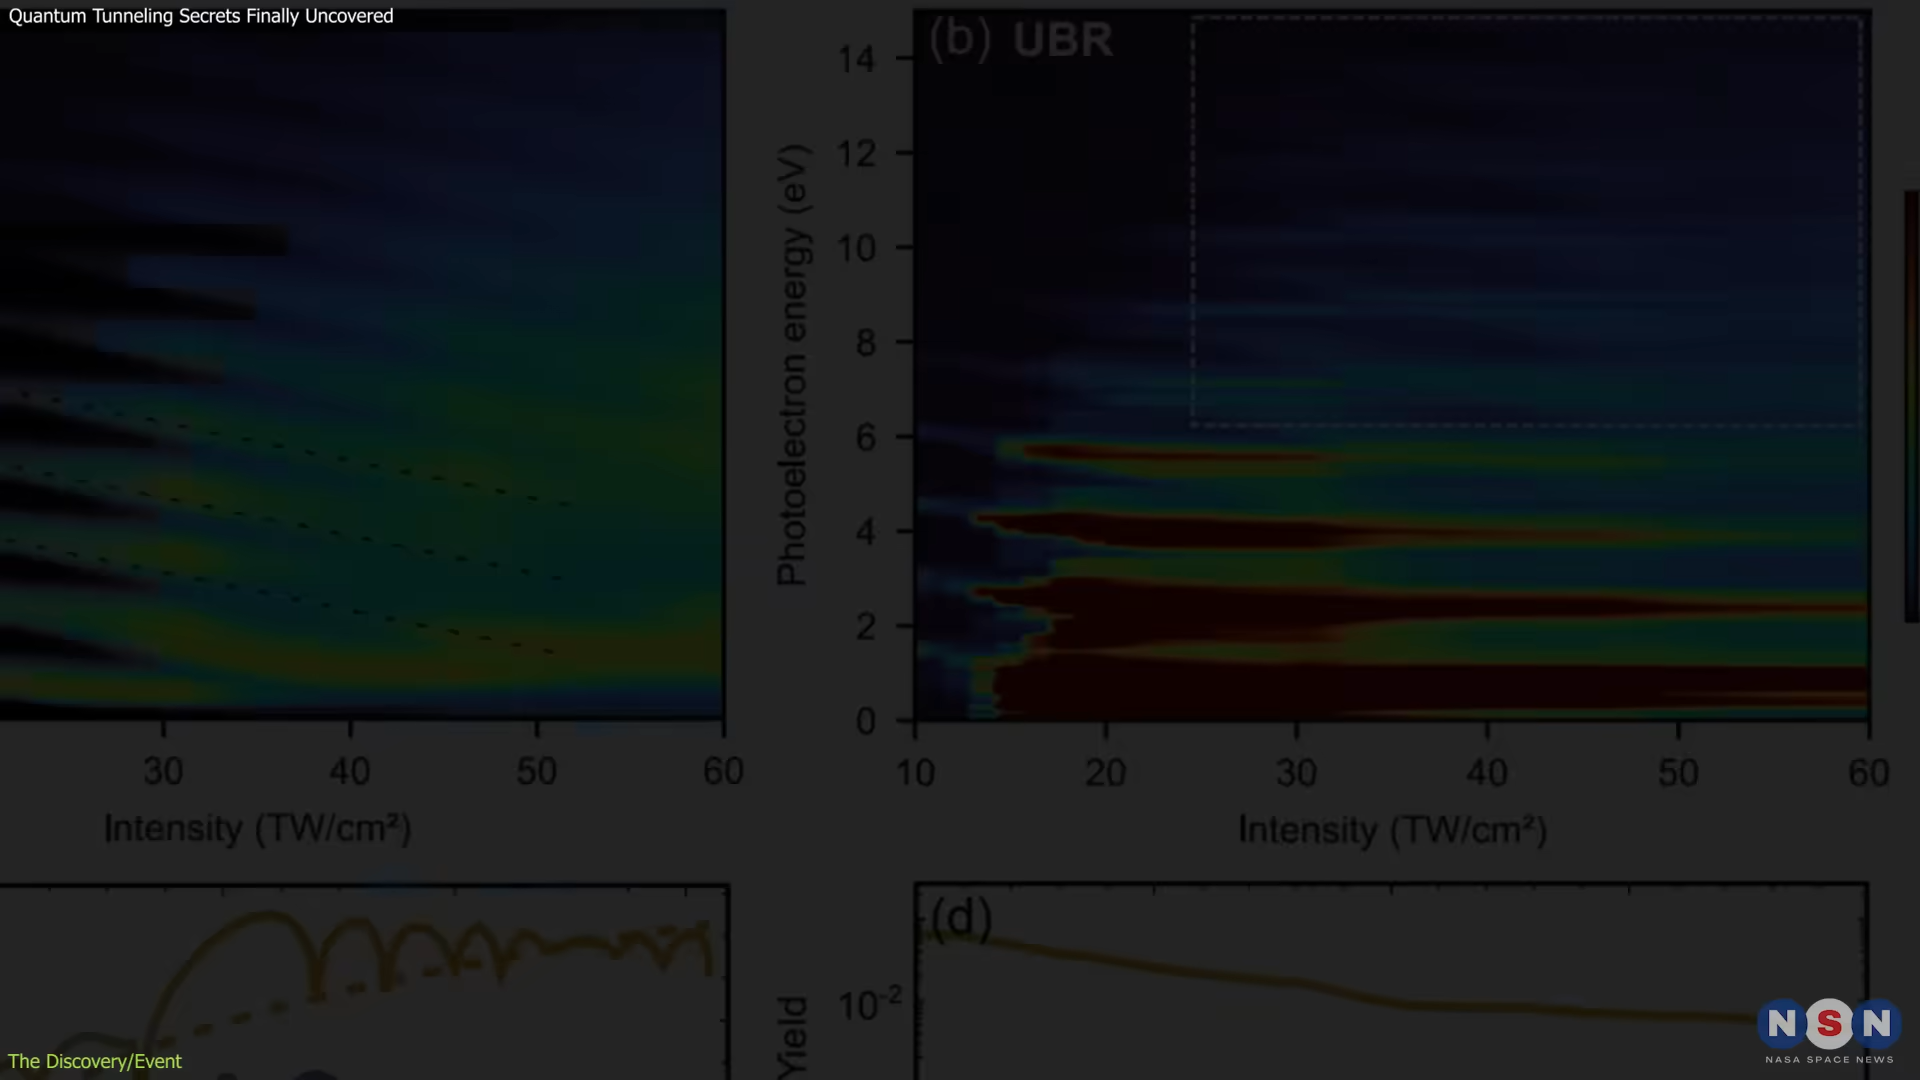 Quantum Tunneling Secrets Finally Uncovered
(b) UBR
14
12
10
8
6
4
2
0
Photoelectron energy (eV)
30 40 50 60
10 20 30 40 50 60
Intensity (TW/cm²)
Intensity (TW/cm²)
(d)
10⁻²
Yield
The Discovery/Event
NSN
NASA SPACE NEWS